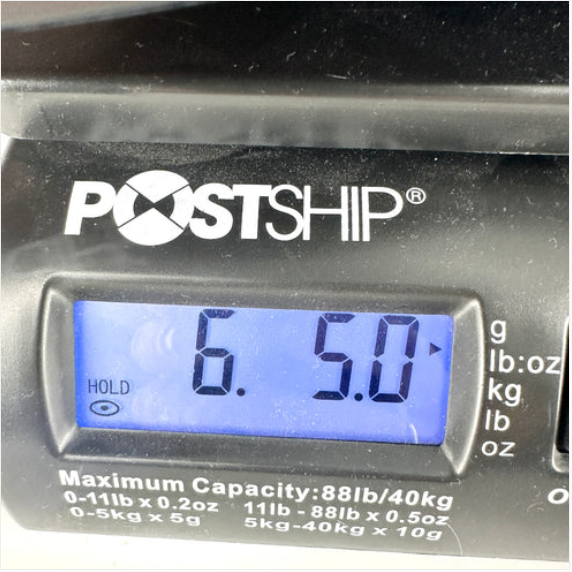 POSTSHIP®
6. 5.0
HOLD
g
lb:oz
kg
lb
oz
Maximum Capacity:88lb/40kg
0-11lb x 0.2oz 11lb - 88lb x 0.5oz
0-5kg x 5g 5kg-40kg x 10g